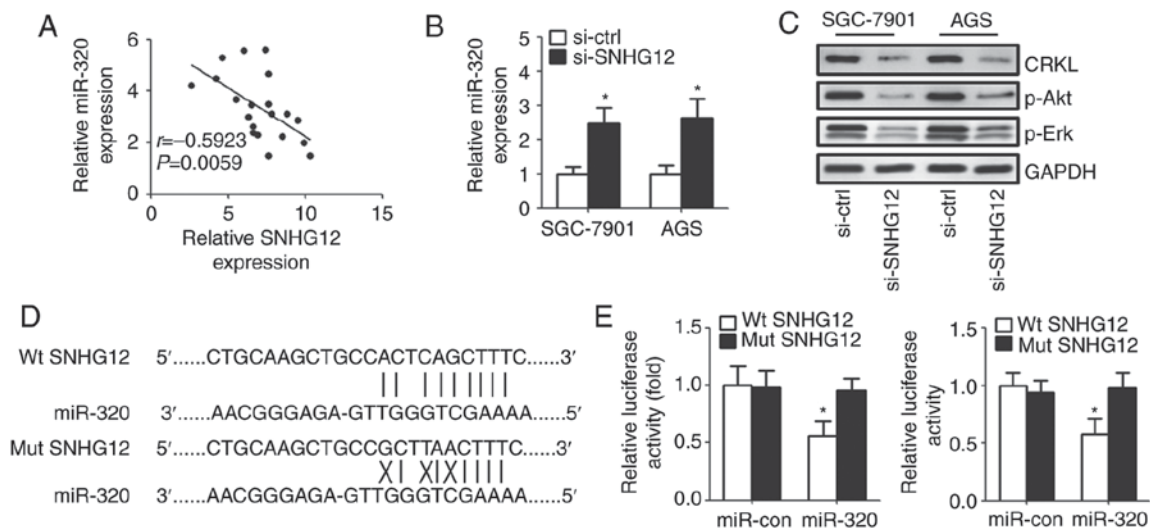 A
Relative miR-320
expression
6
4
2
0
r=−0.5923
P=0.0059
0
5
10
15
Relative SNHG12
expression
B
Relative miR-320
expression
5
4
3
2
1
0
si-ctrl
si-SNHG12
*
*
SGC-7901
AGS
C
SGC-7901
AGS
CRKL
p-Akt
p-Erk
GAPDH
si-ctrl
si-SNHG12
si-ctrl
si-SNHG12
D
Wt SNHG12 5′......CTGCAAGCTGCCACTCAGCTTTC......3′
miR-320 3′......AACGGGAGA-GTTGGGTCGAAAA......5′
Mut SNHG12 5′......CTGCAAGCTGCCGCTTAACTTTC......3′
miR-320 3′......AACGGGAGA-GTTGGGTCGAAAA......5′
E
Relative luciferase
activity (fold)
1.5
1.0
0.5
0.0
Wt SNHG12
Mut SNHG12
*
miR-con
miR-320
Relative luciferase
activity
1.5
1.0
0.5
0.0
Wt SNHG12
Mut SNHG12
*
miR-con
miR-320